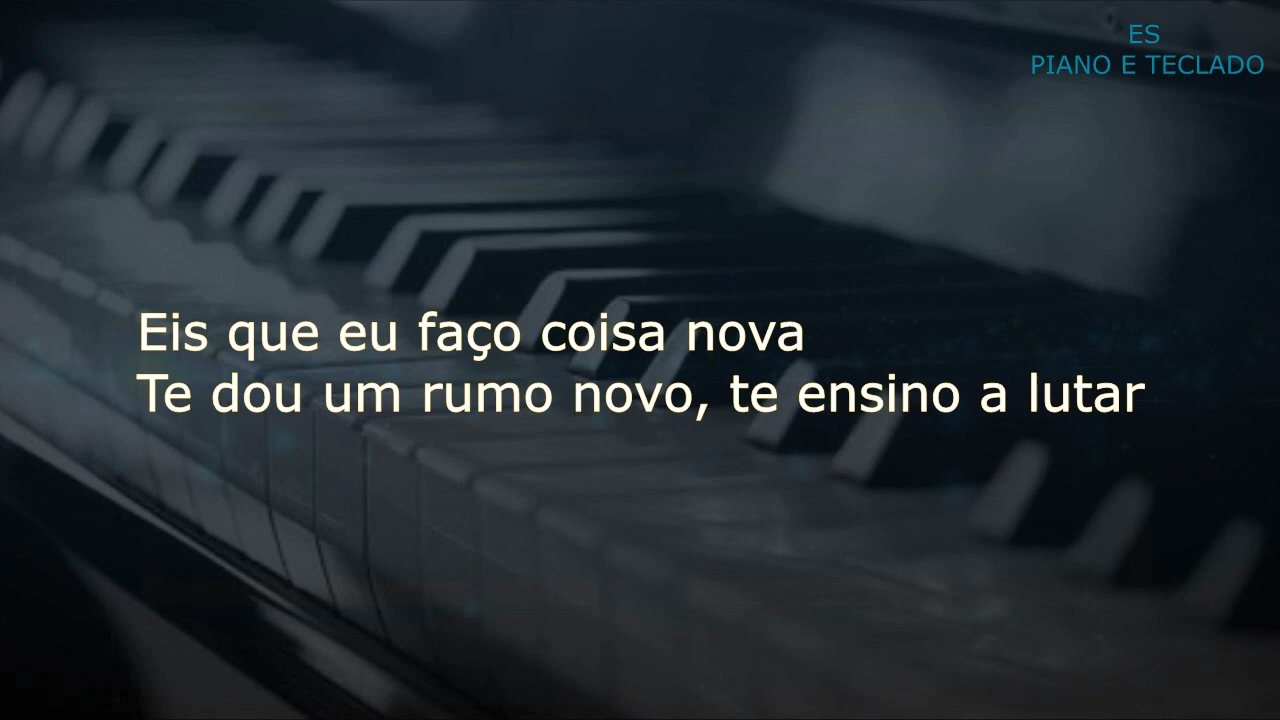 ES
PIANO E TECLADO
Eis que eu faço coisa nova
Te dou um rumo novo, te ensino a lutar